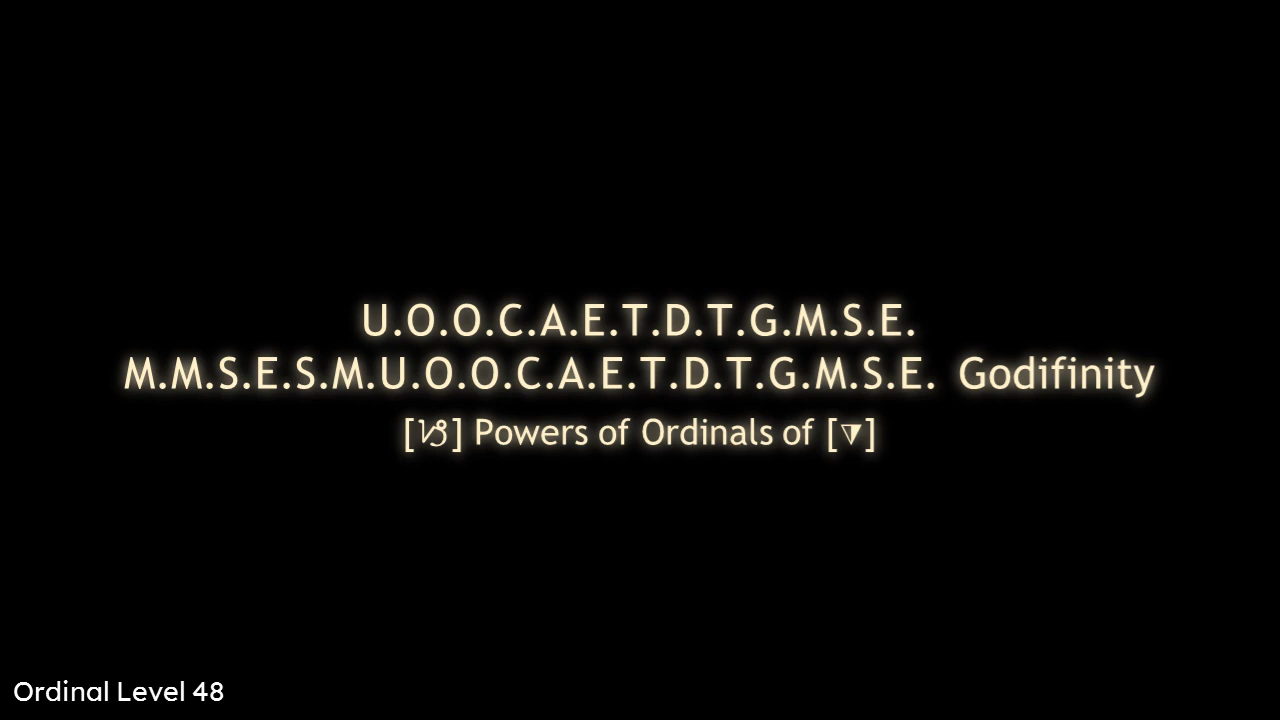 U.O.O.C.A.E.T.D.T.G.M.S.E.
M.M.S.E.S.M.U.O.O.C.A.E.T.D.T.G.M.S.E. Godifinity
[♑] Powers of Ordinals of [⧨]
Ordinal Level 48